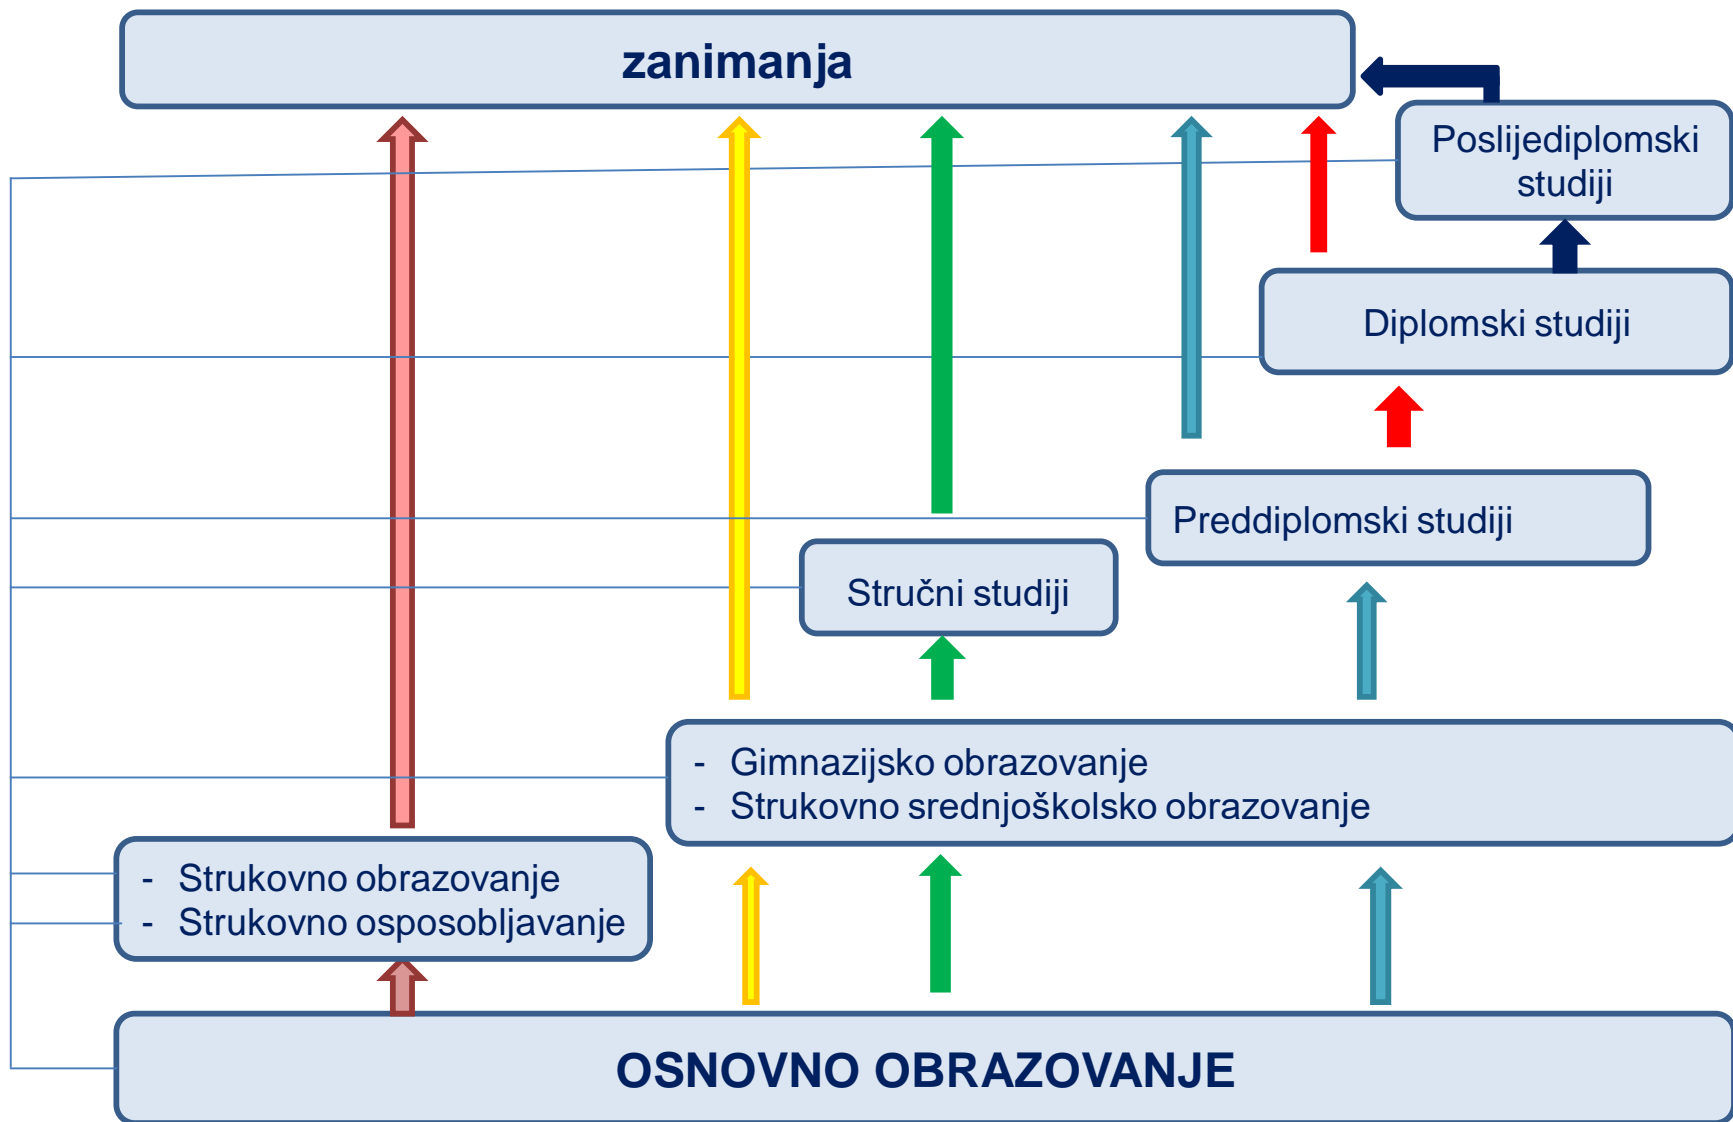 zanimanja
Poslijediplomski
studiji
Diplomski studiji
Preddiplomski studiji
Stručni studiji
- Gimnazijsko obrazovanje
- Strukovno srednjoškolsko obrazovanje
- Strukovno obrazovanje
- Strukovno osposobljavanje
OSNOVNO OBRAZOVANJE